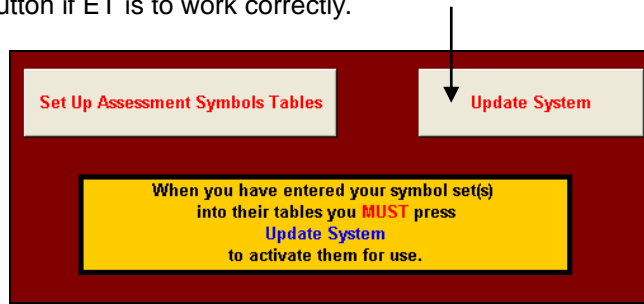 button if ET is to work correctly.
Set Up Assessment Symbols Tables
Update System
When you have entered your symbol set(s)
into their tables you MUST press
Update System
to activate them for use.